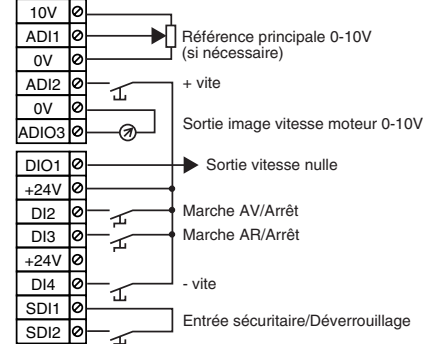 10V
ADI1
Référence principale 0-10V
(si nécessaire)
0V
ADI2
+ vite
0V
Sortie image vitesse moteur 0-10V
ADIO3
DIO1
Sortie vitesse nulle
+24V
DI2
Marche AV/Arrêt
DI3
Marche AR/Arrêt
+24V
DI4
- vite
SDI1
Entrée sécuritaire/Déverrouillage
SDI2